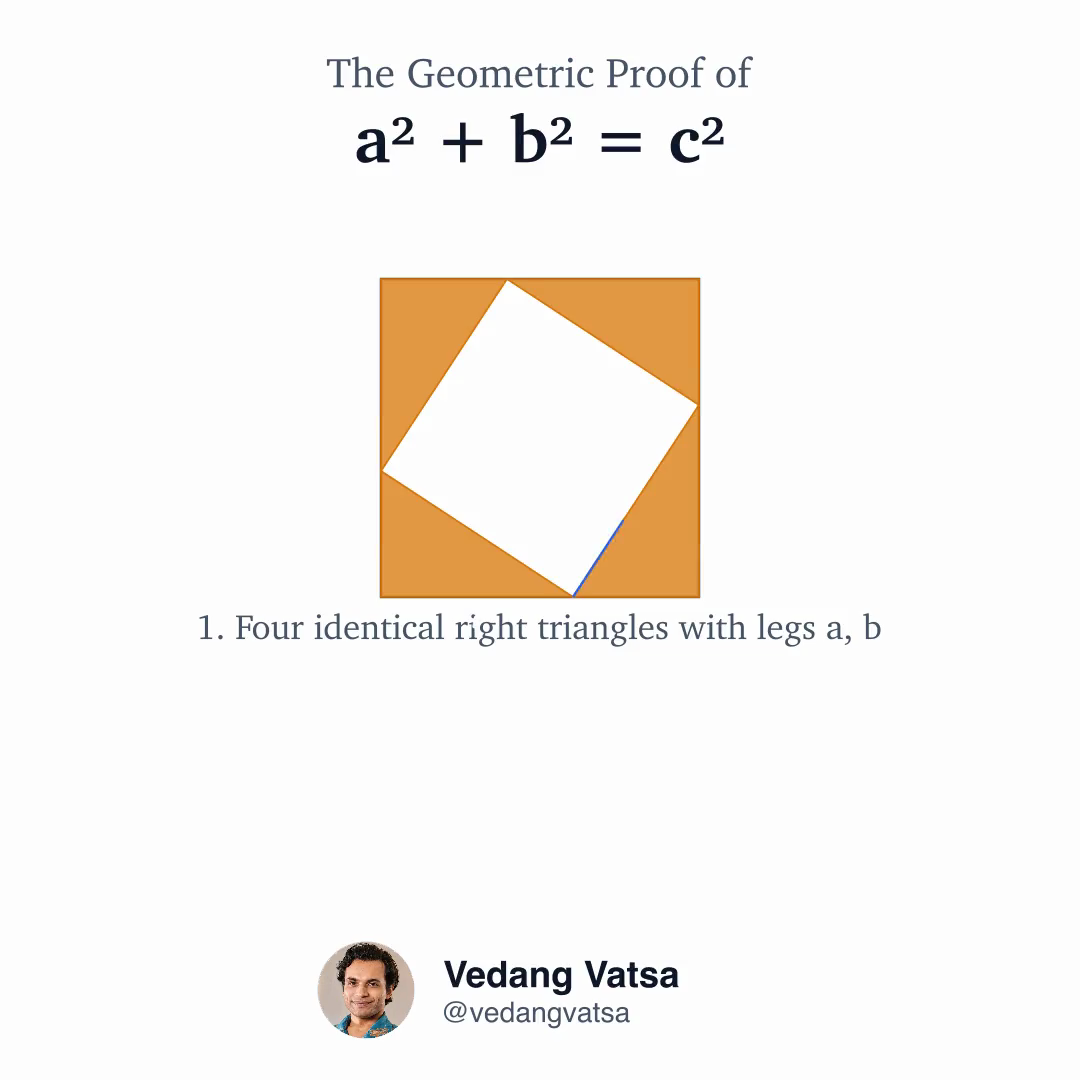 The Geometric Proof of
a² + b² = c²
1. Four identical right triangles with legs a, b
Vedang Vatsa
@vedangvatsa